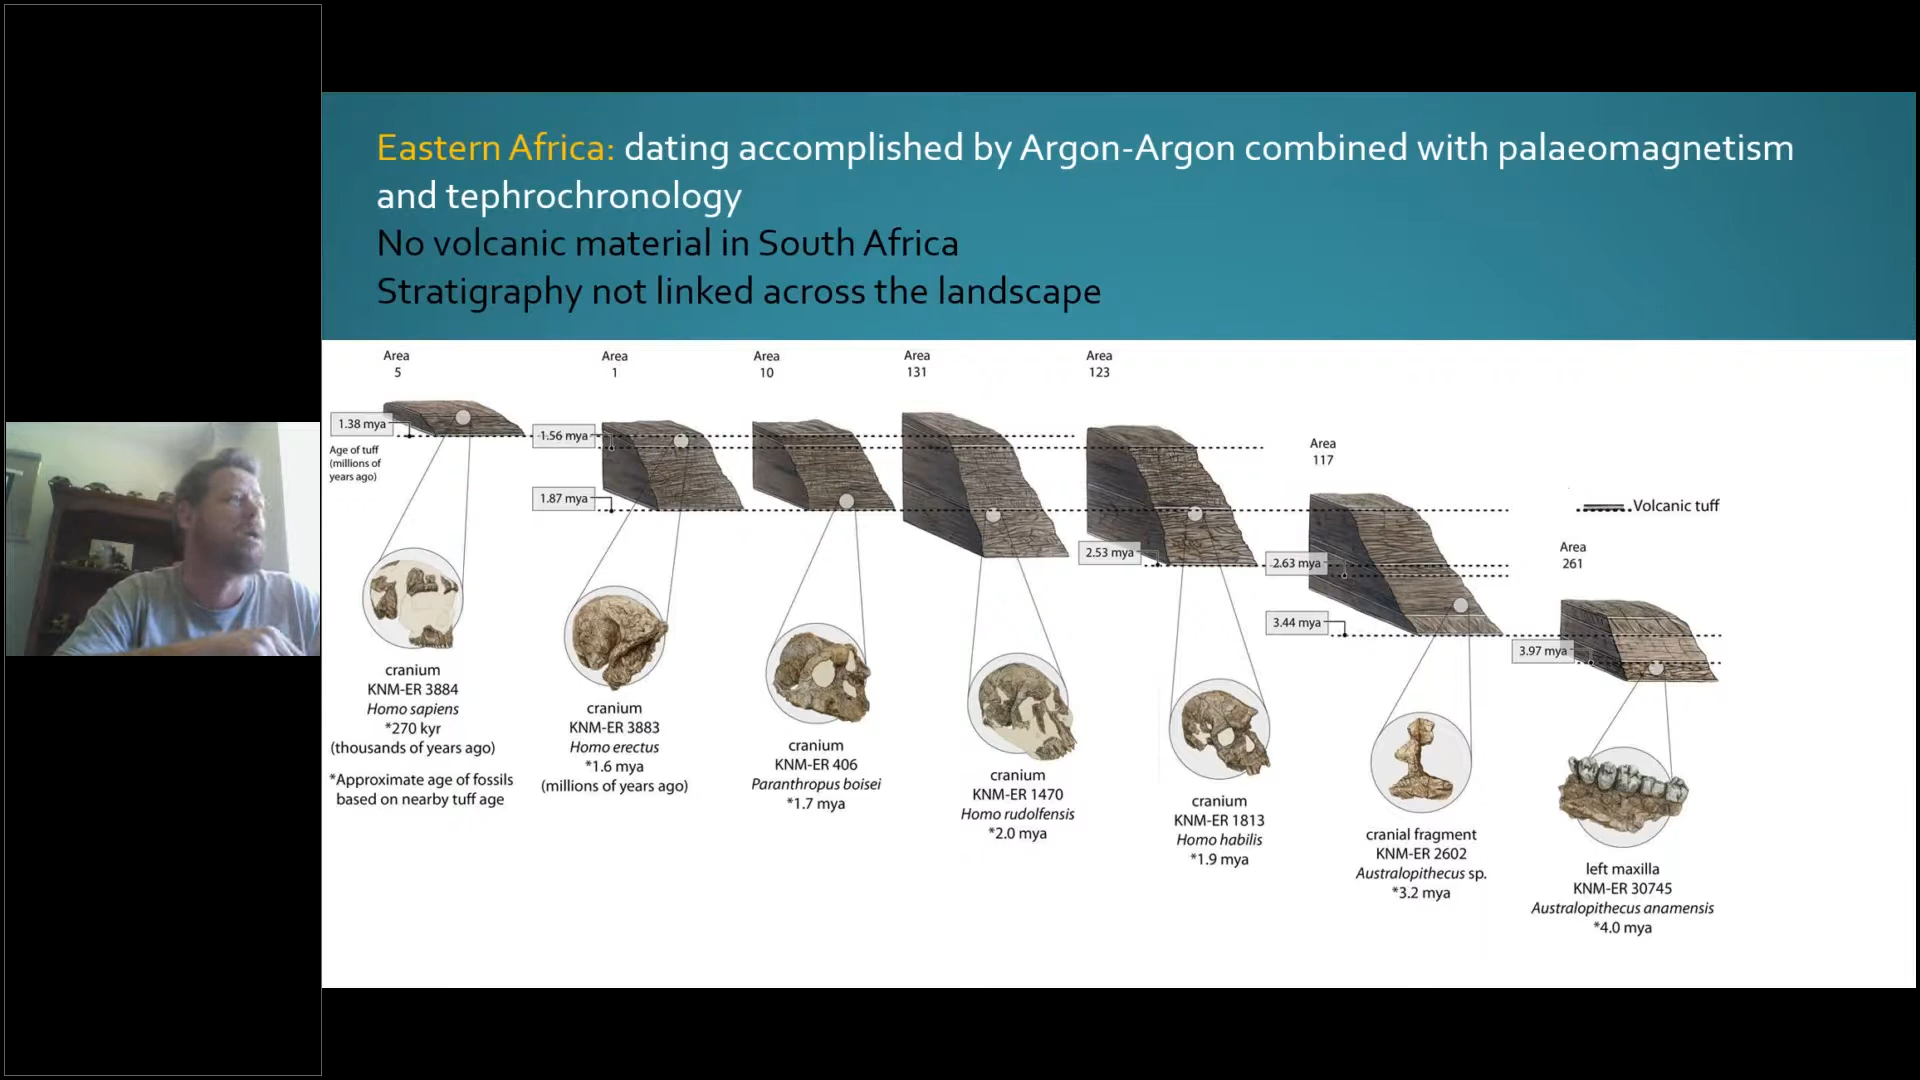 Eastern Africa: dating accomplished by Argon-Argon combined with palaeomagnetism
and tephrochronology
No volcanic material in South Africa
Stratigraphy not linked across the landscape
Area
5
Area
1
Area
10
Area
131
Area
123
Area
117
Area
261
1.38 mya
Age of tuff
(millions of
years ago)
1.56 mya
1.87 mya
2.53 mya
2.63 mya
3.44 mya
3.97 mya
Volcanic tuff
cranium
KNM-ER 3884
Homo sapiens
*270 kyr
(thousands of years ago)
*Approximate age of fossils
based on nearby tuff age
cranium
KNM-ER 3883
Homo erectus
*1.6 mya
(millions of years ago)
cranium
KNM-ER 406
Paranthropus boisei
*1.7 mya
cranium
KNM-ER 1470
Homo rudolfensis
*2.0 mya
cranium
KNM-ER 1813
Homo habilis
*1.9 mya
cranial fragment
KNM-ER 2602
Australopithecus sp.
*3.2 mya
left maxilla
KNM-ER 30745
Australopithecus anamensis
*4.0 mya